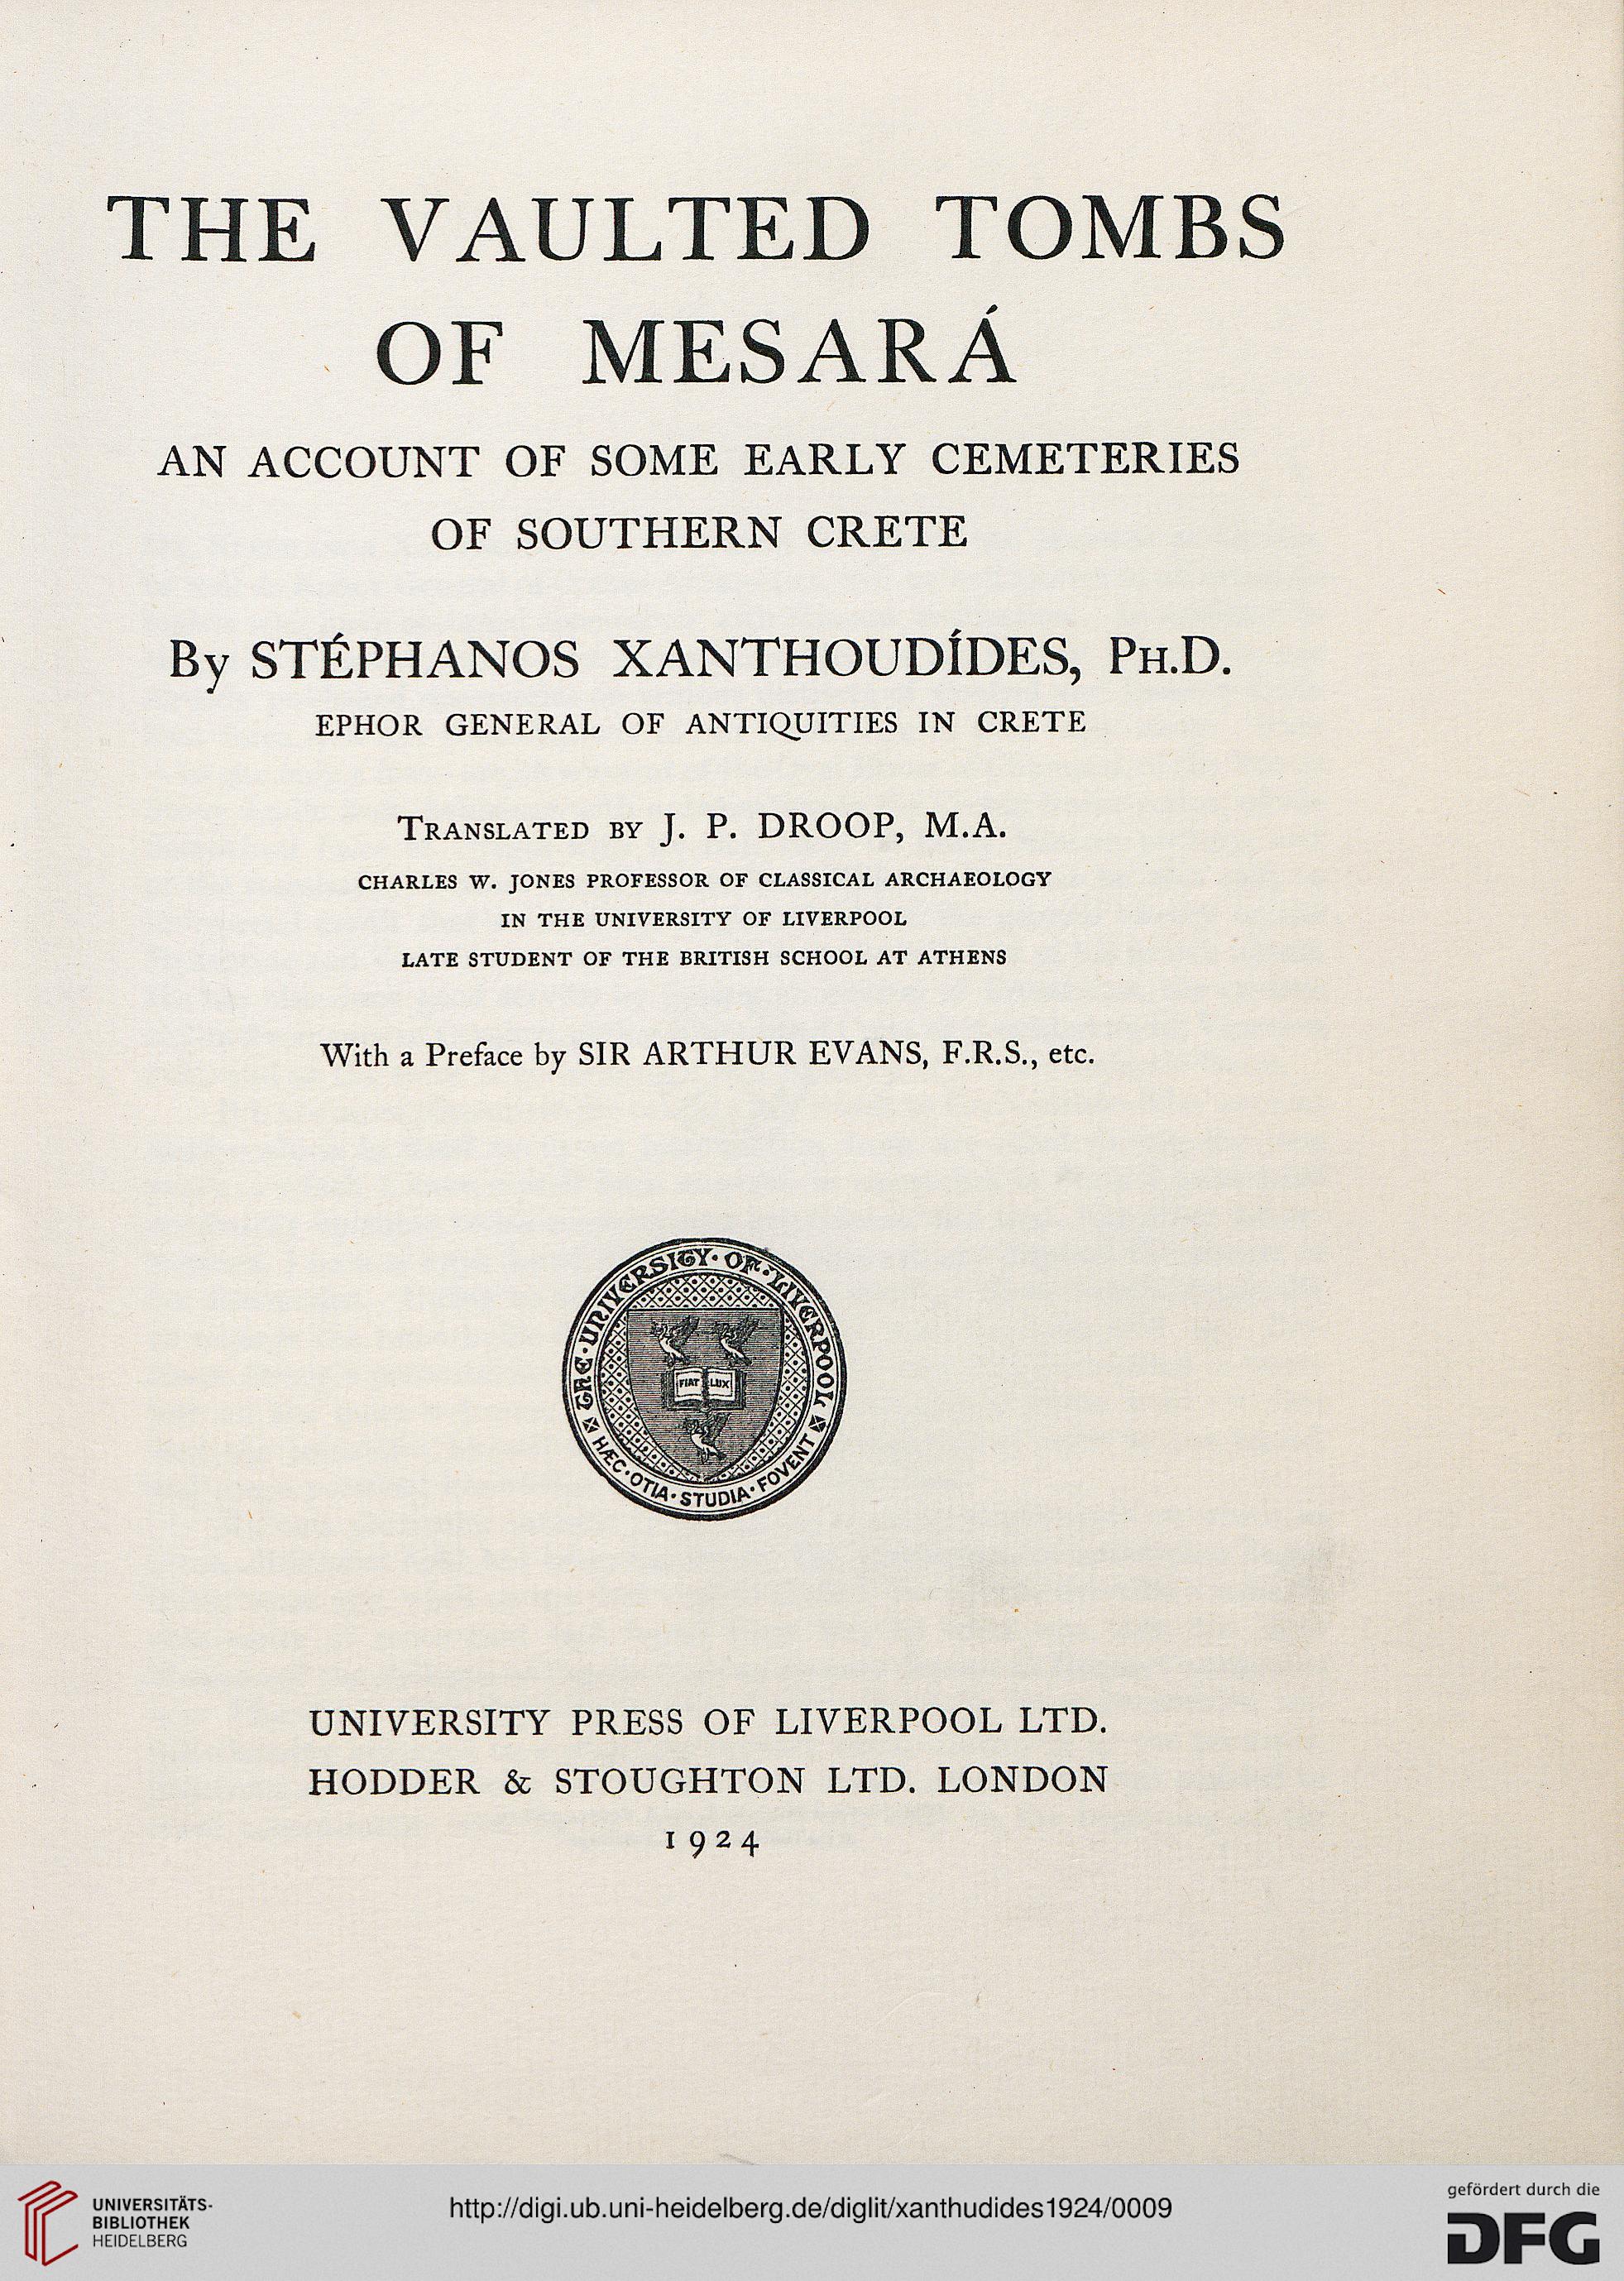 THE VAULTED TOMBS
OF MESARÁ
AN ACCOUNT OF SOME EARLY CEMETERIES
OF SOUTHERN CRETE
By STÉPHANOS XANTHOUDÍDES, PH.D.
EPHOR GENERAL OF ANTIQUITIES IN CRETE
TRANSLATED BY J. P. DROOP, M.A.
CHARLES W. JONES PROFESSOR OF CLASSICAL ARCHAEOLOGY
IN THE UNIVERSITY OF LIVERPOOL
LATE STUDENT OF THE BRITISH SCHOOL AT ATHENS
With a Preface by SIR ARTHUR EVANS, F.R.S., etc.
THE·UNIVERSITY·OF·LIVERPOOL
FIAT LUX
HÆC·OTIA·STUDIA·FOVENT
UNIVERSITY PRESS OF LIVERPOOL LTD.
HODDER & STOUGHTON LTD. LONDON
1924
UNIVERSITÄTS-
BIBLIOTHEK
HEIDELBERG
http://digi.ub.uni-heidelberg.de/diglit/xanthudides1924/0009
gefördert durch die
DFG